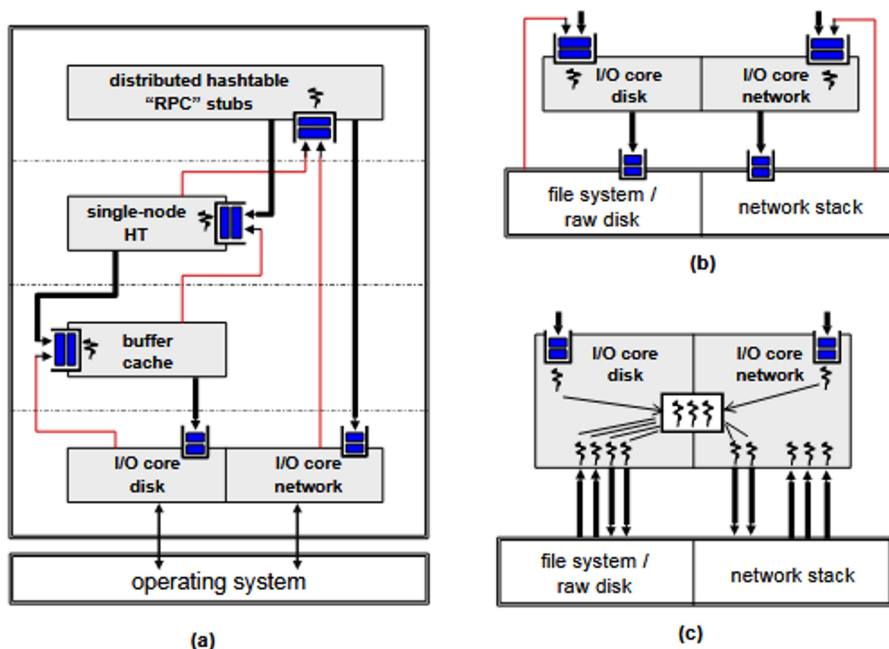 distributed hashtable
“RPC” stubs
single-node
HT
buffer
cache
I/O core
disk
I/O core
network
operating system
(a)
I/O core
disk
I/O core
network
file system /
raw disk
network stack
(b)
I/O core
disk
I/O core
network
file system /
raw disk
network stack
(c)